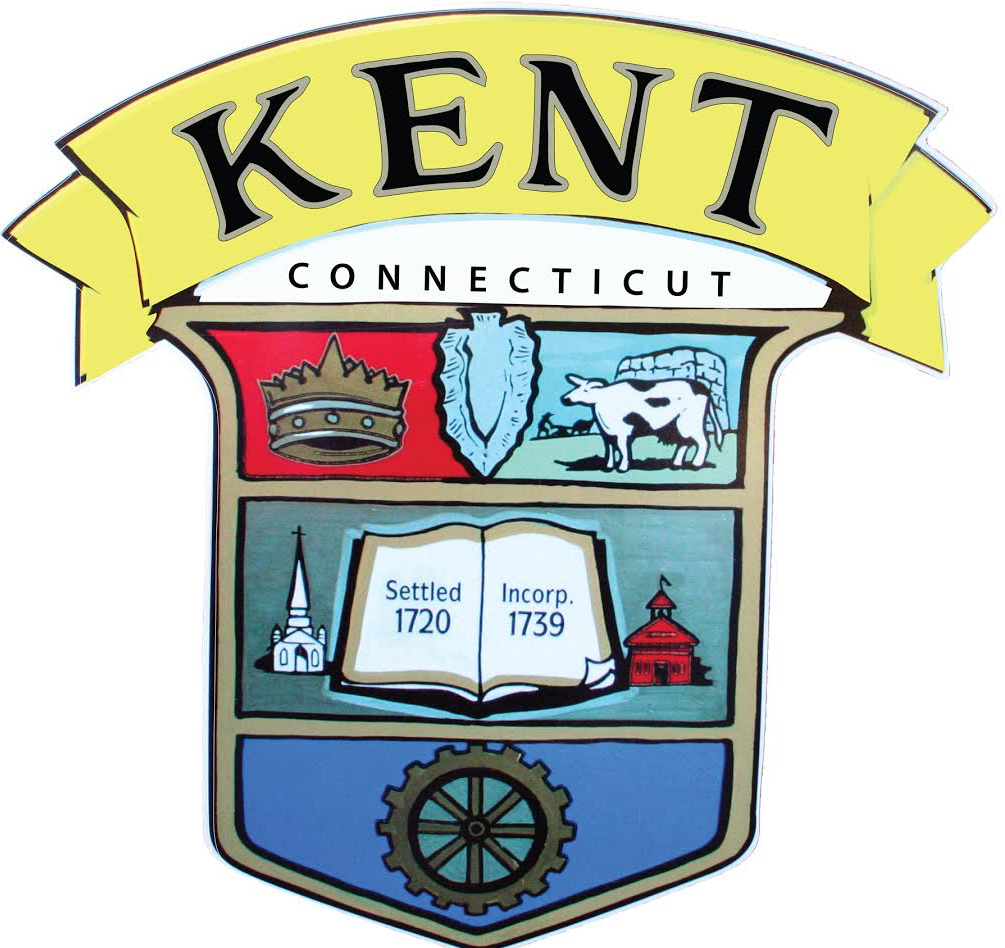 KENT
CONNECTICUT
Settled
1720
Incorp.
1739